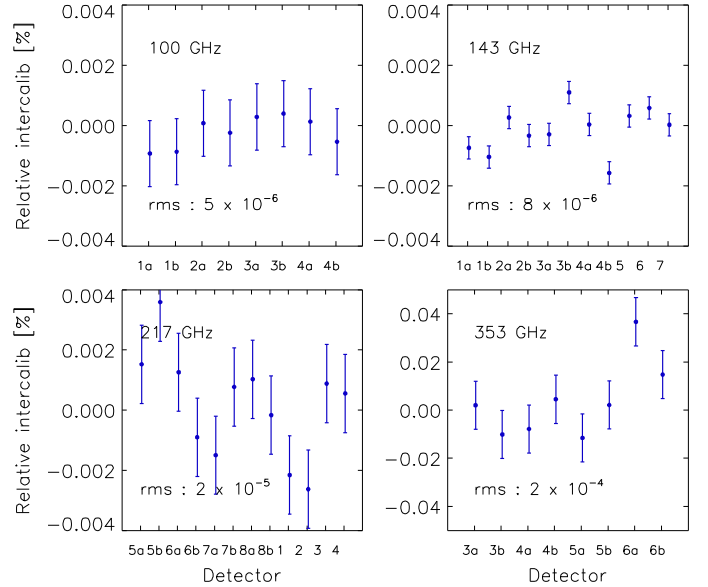 Relative intercalib [%]
0.004
0.002
0.000
−0.002
−0.004
100 GHz
rms : 5 x 10⁻⁶
1a 1b 2a 2b 3a 3b 4a 4b
0.004
0.002
0.000
−0.002
−0.004
143 GHz
rms : 8 x 10⁻⁶
1a 1b 2a 2b 3a 3b 4a 4b 5 6 7
Relative intercalib [%]
0.004
0.002
0.000
−0.002
−0.004
217 GHz
rms : 2 x 10⁻⁵
5a 5b 6a 6b 7a 7b 8a 8b 1 2 3 4
Detector
0.04
0.02
0.00
−0.02
−0.04
353 GHz
rms : 2 x 10⁻⁴
3a 3b 4a 4b 5a 5b 6a 6b
Detector